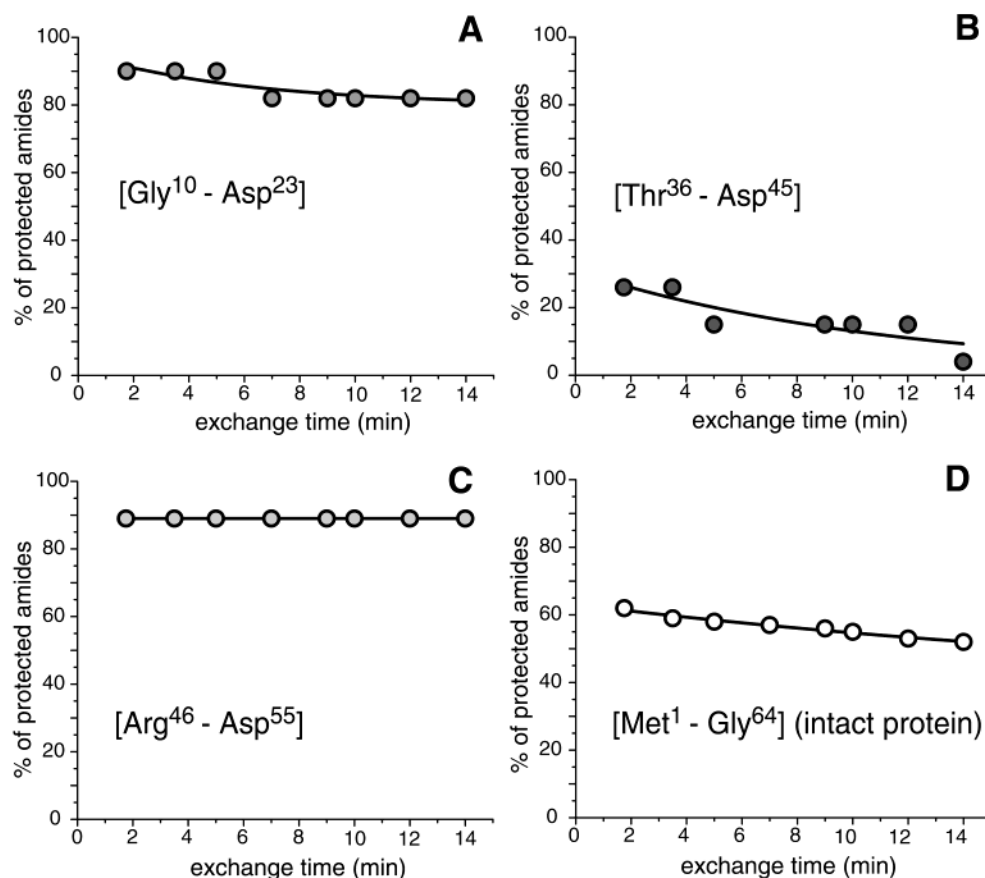 A
% of protected amides
100
80
60
40
20
0
[Gly10 - Asp23]
0 2 4 6 8 10 12 14
exchange time (min)
B
% of protected amides
100
80
60
40
20
0
[Thr36 - Asp45]
0 2 4 6 8 10 12 14
exchange time (min)
C
% of protected amides
100
80
60
40
20
0
[Arg46 - Asp55]
0 2 4 6 8 10 12 14
exchange time (min)
D
% of protected amides
100
80
60
40
20
0
[Met1 - Gly64] (intact protein)
0 2 4 6 8 10 12 14
exchange time (min)